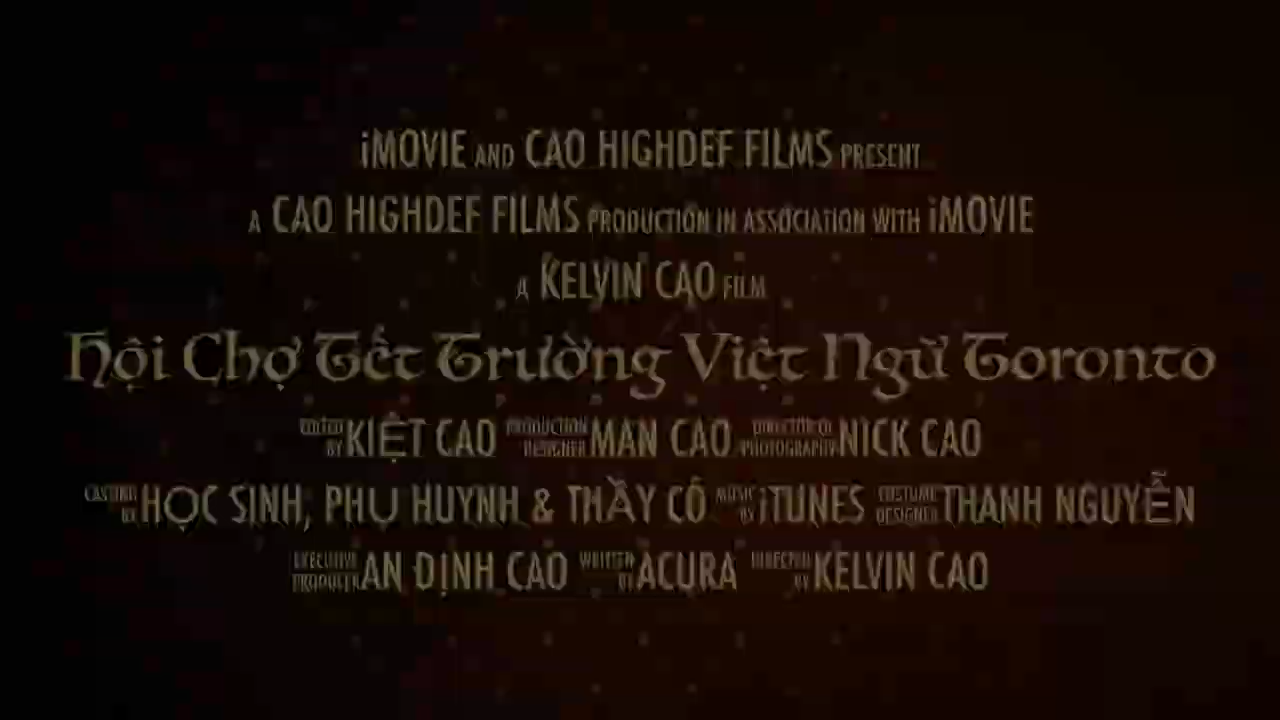 iMOVIE AND CAO HIGHDEF FILMS PRESENT
A CAO HIGHDEF FILMS PRODUCTION IN ASSOCIATION WITH iMOVIE
A KELVIN CAO FILM
Hội Chợ Tết Trường Việt Ngữ Toronto
EDITED BY KIỆT CAO PRODUCTION DESIGNER MAN CAO DIRECTOR OF PHOTOGRAPHY NICK CAO
CASTING BY HỌC SINH, PHỤ HUYNH & THẦY CÔ MUSIC BY iTUNES COSTUME DESIGNER THANH NGUYỄN
EXECUTIVE PRODUCER AN ĐỊNH CAO WRITTEN BY ACURA DIRECTED BY KELVIN CAO